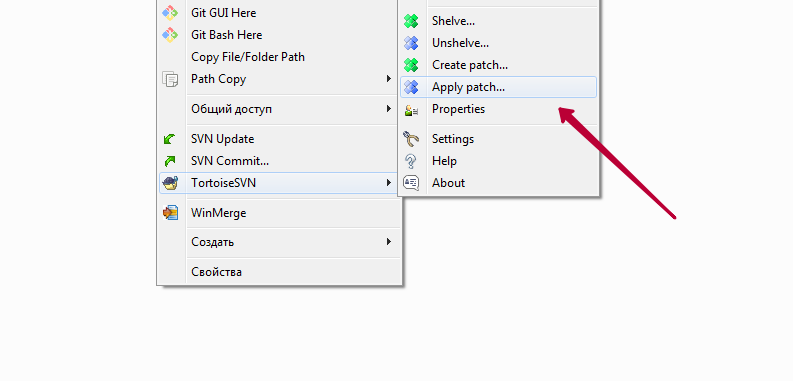 Git GUI Here
Git Bash Here
Copy File/Folder Path
Path Copy
Общий доступ
SVN Update
SVN Commit...
TortoiseSVN
WinMerge
Создать
Свойства
Shelve...
Unshelve...
Create patch...
Apply patch...
Properties
Settings
Help
About